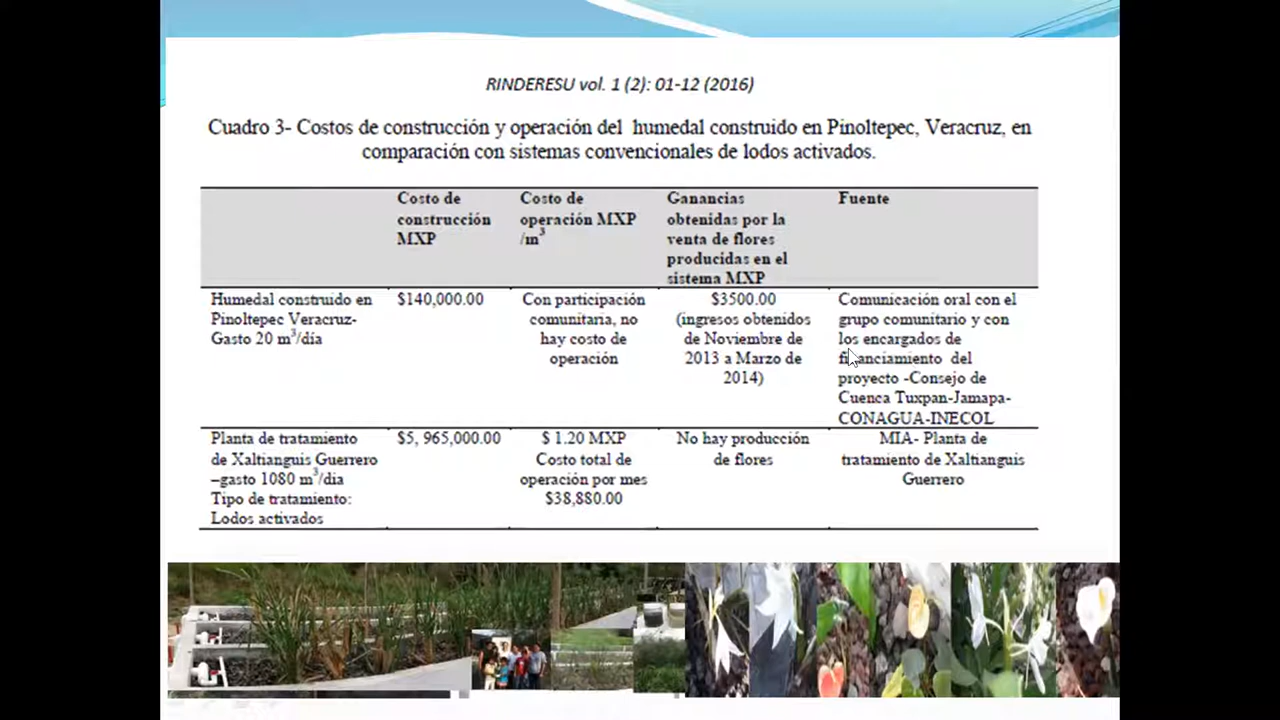 RINDERESU vol. 1 (2): 01-12 (2016)
Cuadro 3- Costos de construcción y operación del humedal construido en Pinoltepec, Veracruz, en
comparación con sistemas convencionales de lodos activados.
Costo de
construcción
MXP
Costo de
operación MXP
/m³
Ganancias
obtenidas por la
venta de flores
producidas en el
sistema MXP
Fuente
Humedal construido en
Pinoltepec Veracruz-
Gasto 20 m³/día
$140,000.00
Con participación
comunitaria, no
hay costo de
operación
$3500.00
(ingresos obtenidos
de Noviembre de
2013 a Marzo de
2014)
Comunicación oral con el
grupo comunitario y con
los encargados de
financiamiento del
proyecto -Consejo de
Cuenca Tuxpan-Jamapa-
CONAGUA-INECOL
Planta de tratamiento
de Xaltianguis Guerrero
–gasto 1080 m³/dia
Tipo de tratamiento:
Lodos activados
$5, 965,000.00
$ 1.20 MXP
Costo total de
operación por mes
$38,880.00
No hay producción
de flores
MIA- Planta de
tratamiento de Xaltianguis
Guerrero